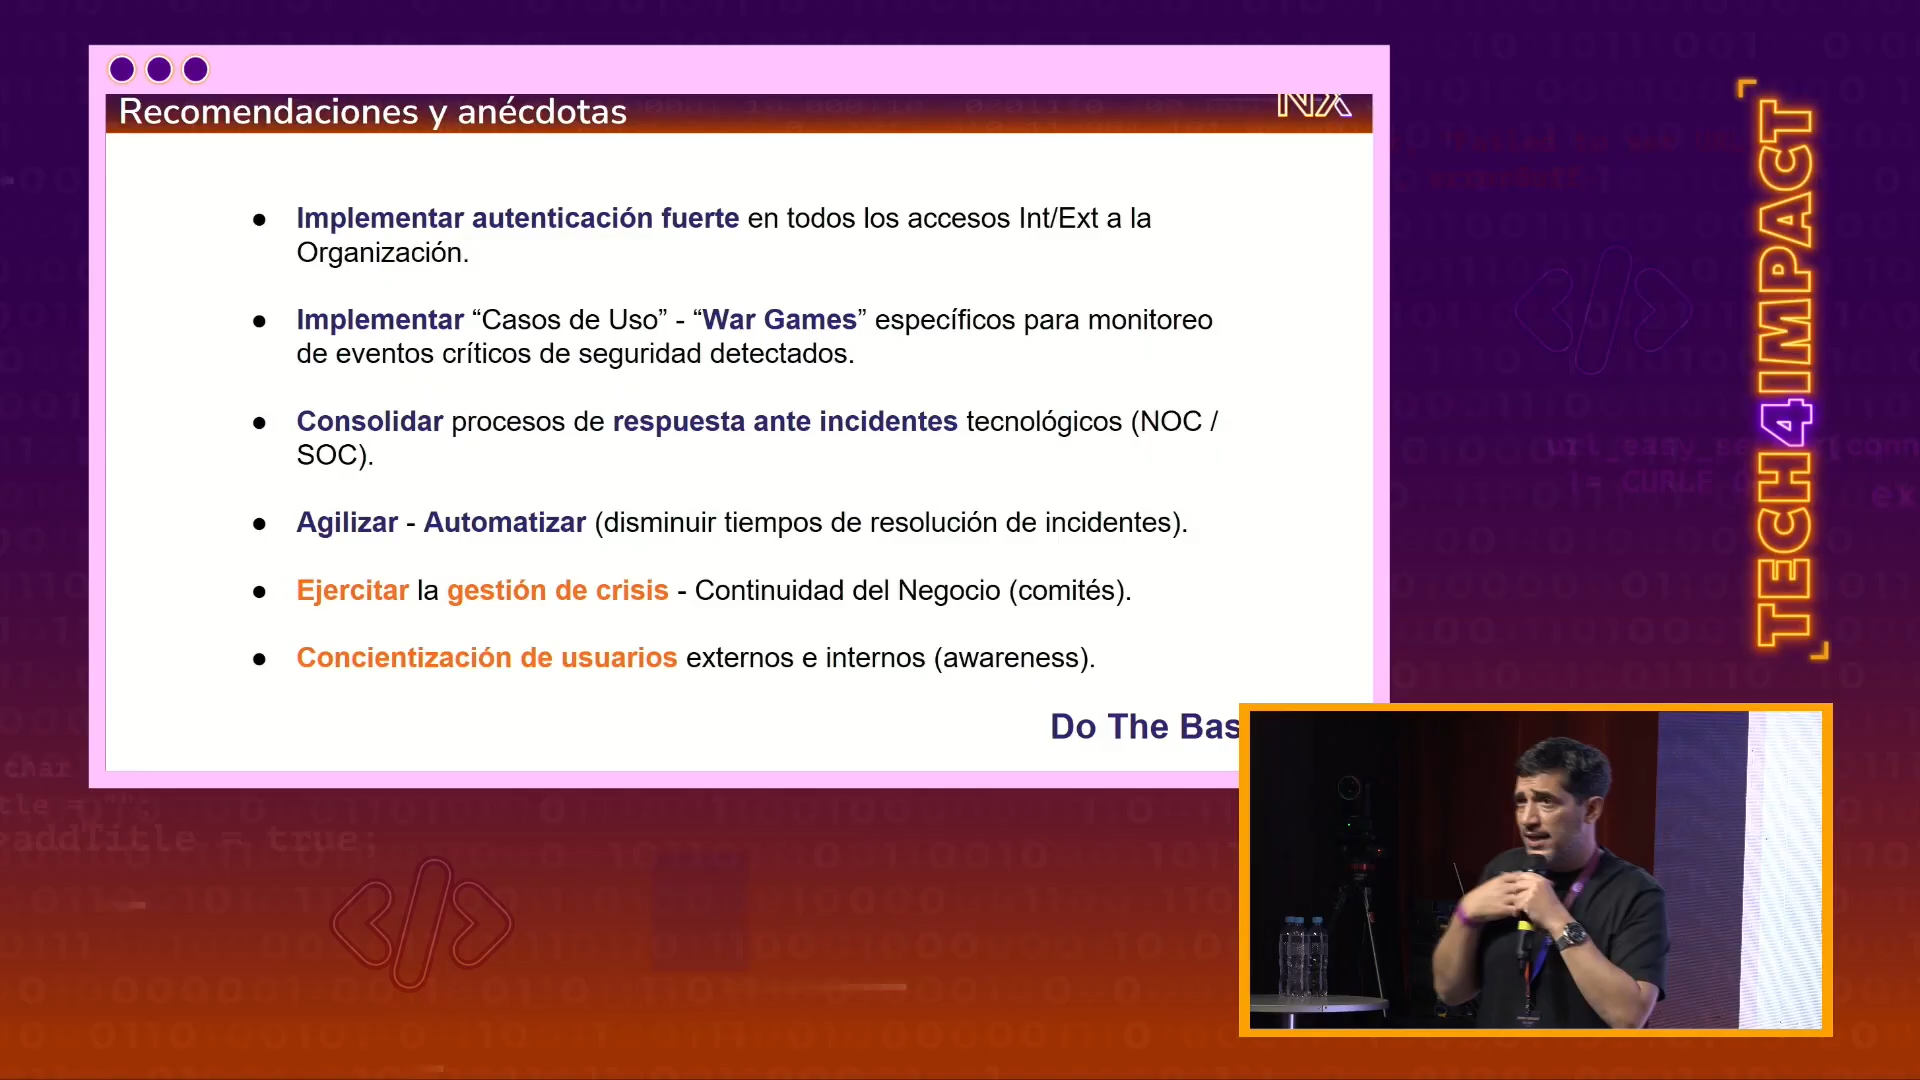 Recomendaciones y anécdotas
NX
● Implementar autenticación fuerte en todos los accesos Int/Ext a la
Organización.
● Implementar “Casos de Uso” - “War Games” específicos para monitoreo
de eventos críticos de seguridad detectados.
● Consolidar procesos de respuesta ante incidentes tecnológicos (NOC /
SOC).
● Agilizar - Automatizar (disminuir tiempos de resolución de incidentes).
● Ejercitar la gestión de crisis - Continuidad del Negocio (comités).
● Concientización de usuarios externos e internos (awareness).
Do The Bas
TECH4IMPACT
char
addTitle = true;